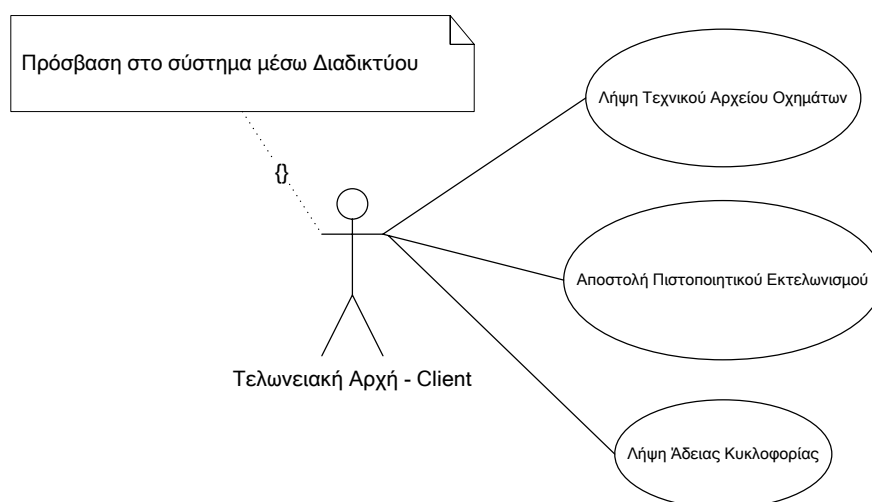 Πρόσβαση στο σύστημα μέσω Διαδικτύου
Λήψη Τεχνικού Αρχείου Οχημάτων
{}
Αποστολή Πιστοποιητικού Εκτελωνισμού
Τελωνειακή Αρχή - Client
Λήψη Άδειας Κυκλοφορίας